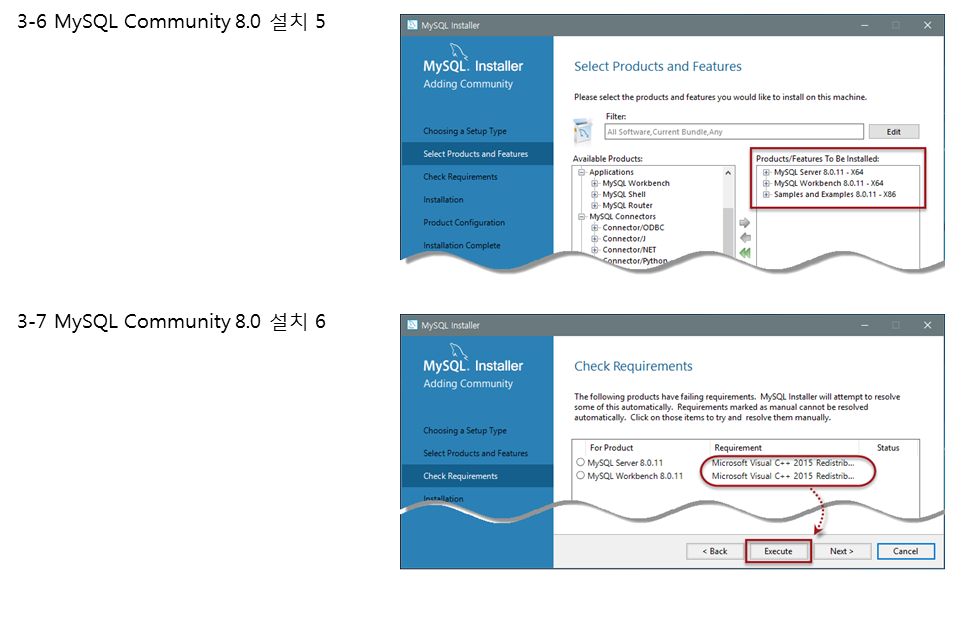 3-6 MySQL Community 8.0 설치 5
MySQL Installer
MySQL. Installer
Adding Community
Choosing a Setup Type
Select Products and Features
Check Requirements
Installation
Product Configuration
Installation Complete
Select Products and Features
Please select the products and features you would like to install on this machine.
Filter:
All Software,Current Bundle,Any
Edit
Available Products:
Applications
MySQL Workbench
MySQL Shell
MySQL Router
MySQL Connectors
Connector/ODBC
Connector/J
Connector/NET
Connector/Python
Products/Features To Be Installed:
MySQL Server 8.0.11 - X64
MySQL Workbench 8.0.11 - X64
Samples and Examples 8.0.11 - X86
3-7 MySQL Community 8.0 설치 6
MySQL Installer
MySQL. Installer
Adding Community
Choosing a Setup Type
Select Products and Features
Check Requirements
Installation
Check Requirements
The following products have failing requirements. MySQL Installer will attempt to resolve
some of this automatically. Requirements marked as manual cannot be resolved
automatically. Click on those items to try and resolve them manually.
For Product Requirement Status
MySQL Server 8.0.11 Microsoft Visual C++ 2015 Redistrib...
MySQL Workbench 8.0.11 Microsoft Visual C++ 2015 Redistrib...
< Back Execute Next > Cancel